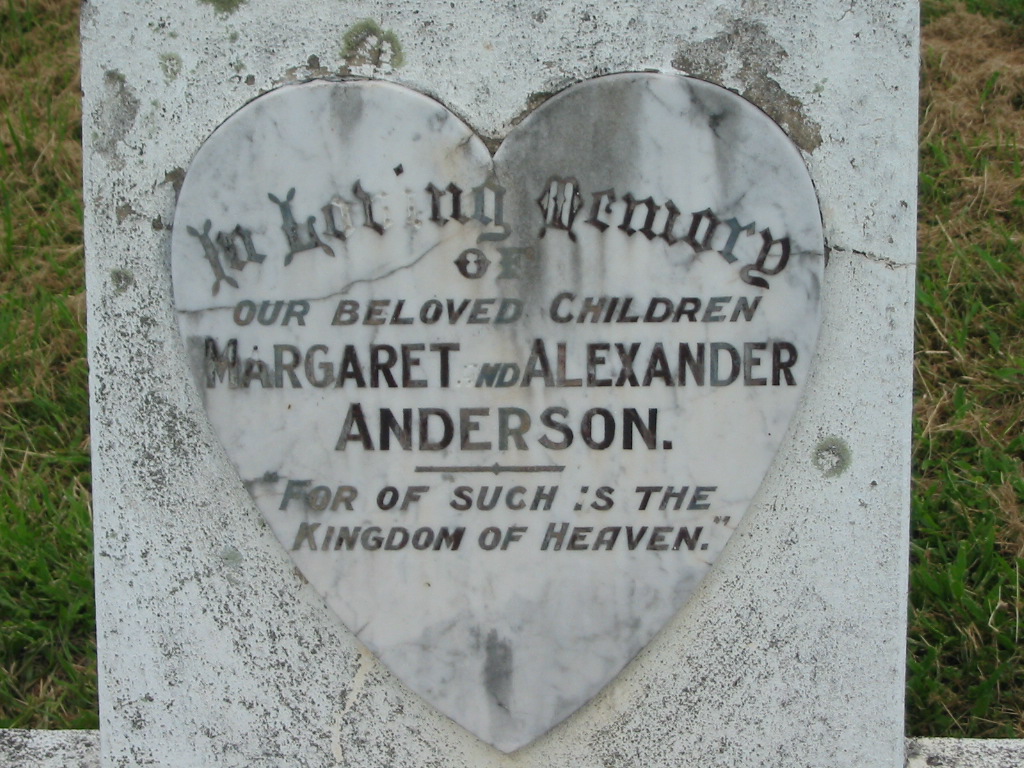 In Loving Memory
OF
OUR BELOVED CHILDREN
MARGARET AND ALEXANDER
ANDERSON.
FOR OF SUCH IS THE
KINGDOM OF HEAVEN."